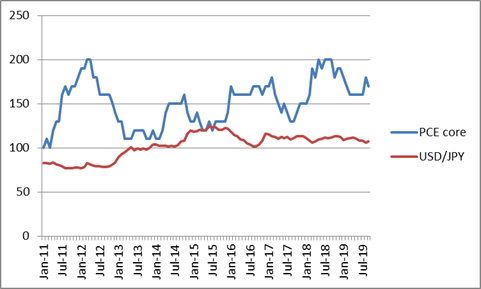 250
200
150
100
50
0
Jan-11
Jul-11
Jan-12
Jul-12
Jan-13
Jul-13
Jan-14
Jul-14
Jan-15
Jul-15
Jan-16
Jul-16
Jan-17
Jul-17
Jan-18
Jul-18
Jan-19
Jul-19
PCE core
USD/JPY